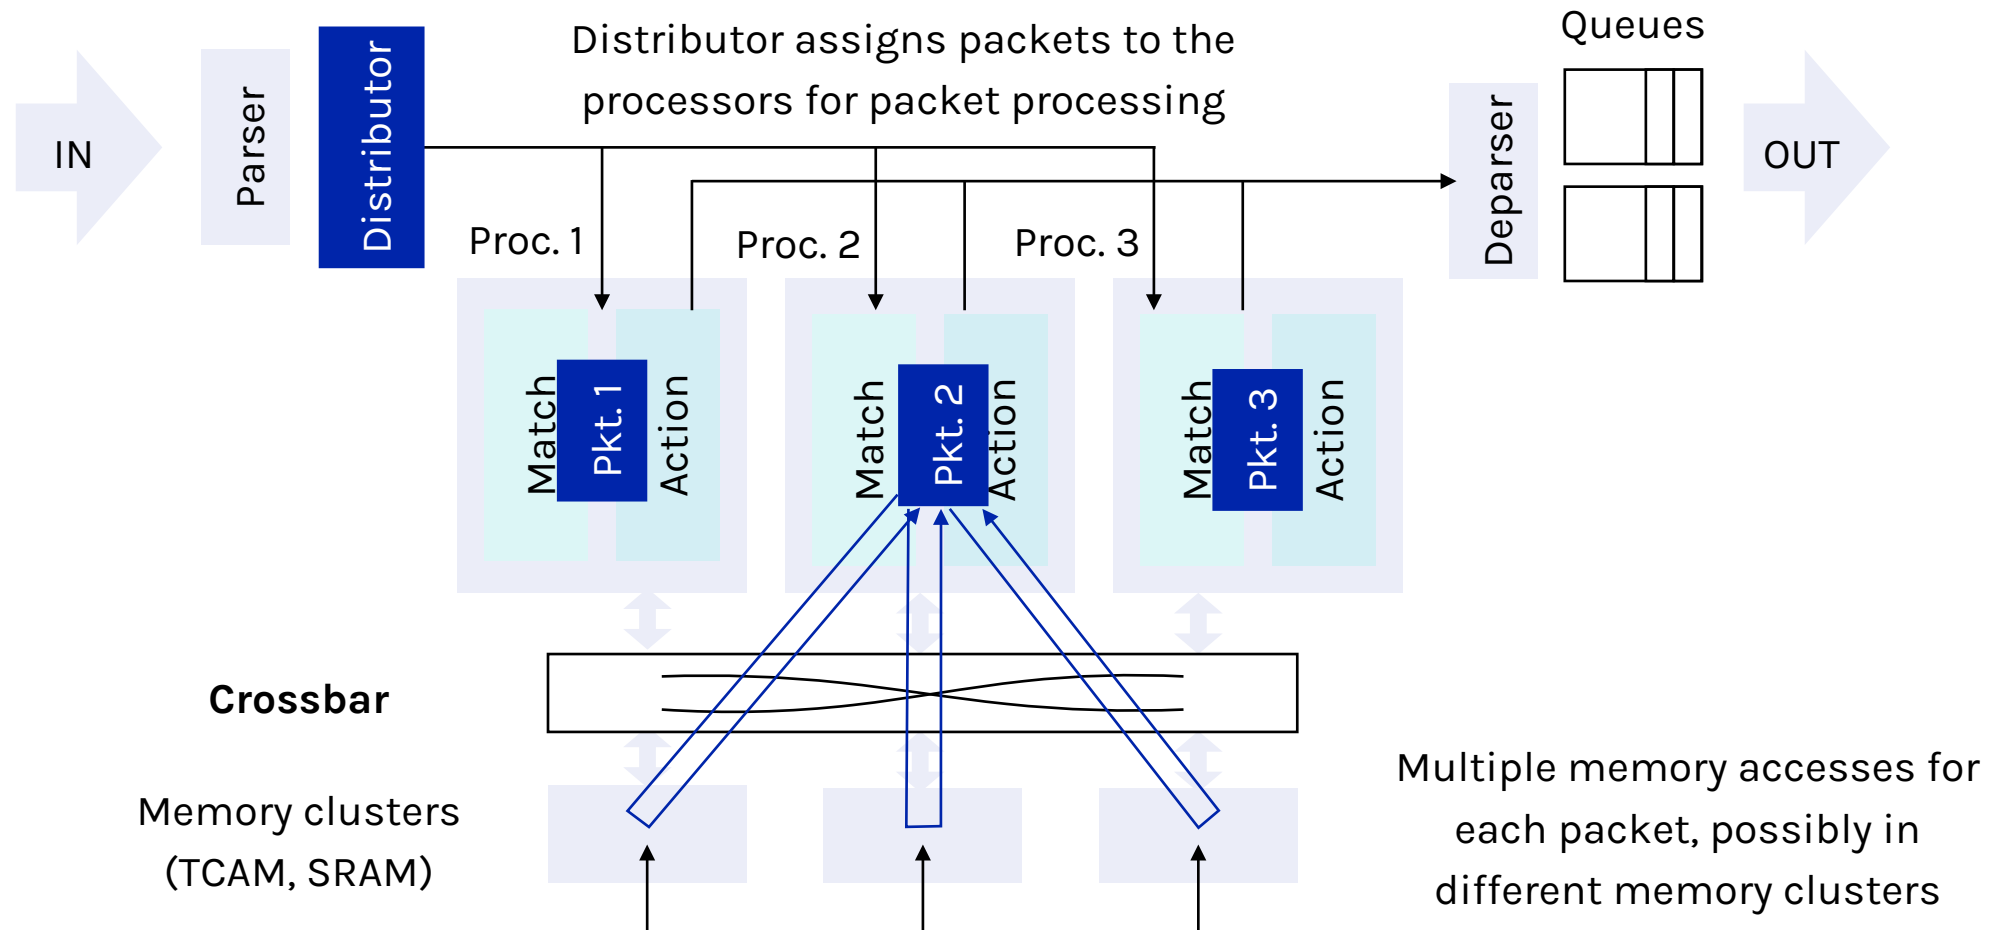 Queues
Distributor assigns packets to the
processors for packet processing
IN
Parser
Distributor
Deparser
OUT
Proc. 1
Proc. 2
Proc. 3
Match
Pkt. 1
Action
Match
Pkt. 2
Action
Match
Pkt. 3
Action
Crossbar
Memory clusters
(TCAM, SRAM)
Multiple memory accesses for
each packet, possibly in
different memory clusters